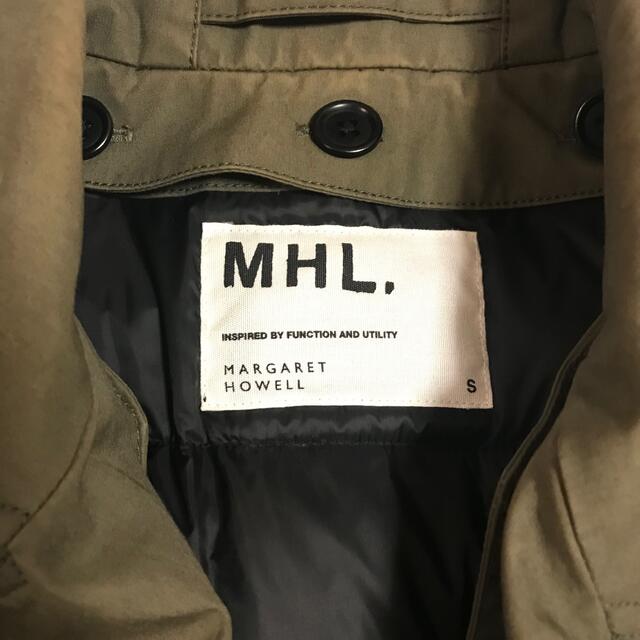 MHL.
INSPIRED BY FUNCTION AND UTILITY
MARGARET
HOWELL
S